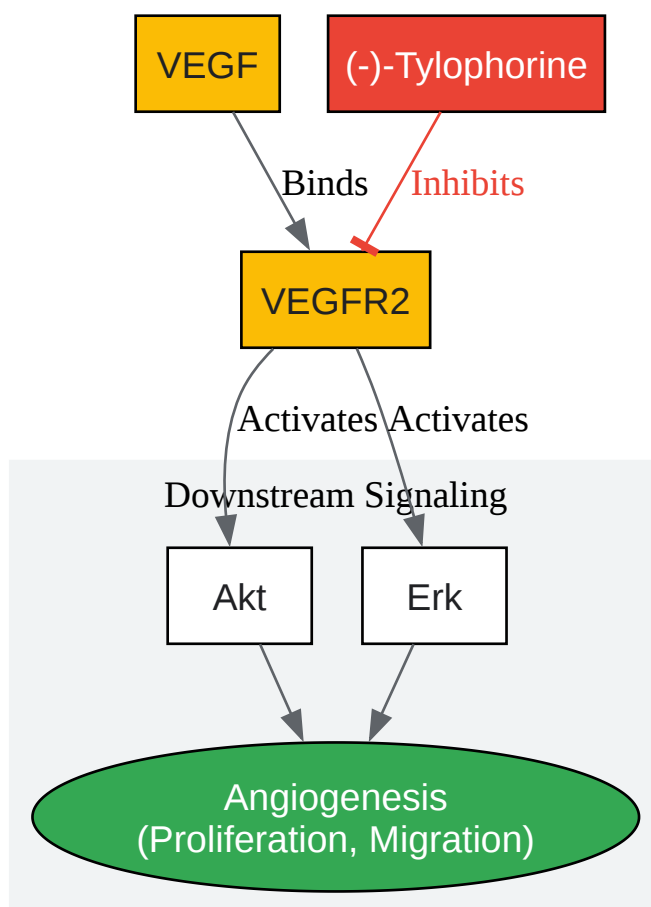 VEGF
(-)-Tylophorine
Binds
Inhibits
VEGFR2
Activates
Activates
Downstream Signaling
Akt
Erk
Angiogenesis
(Proliferation, Migration)